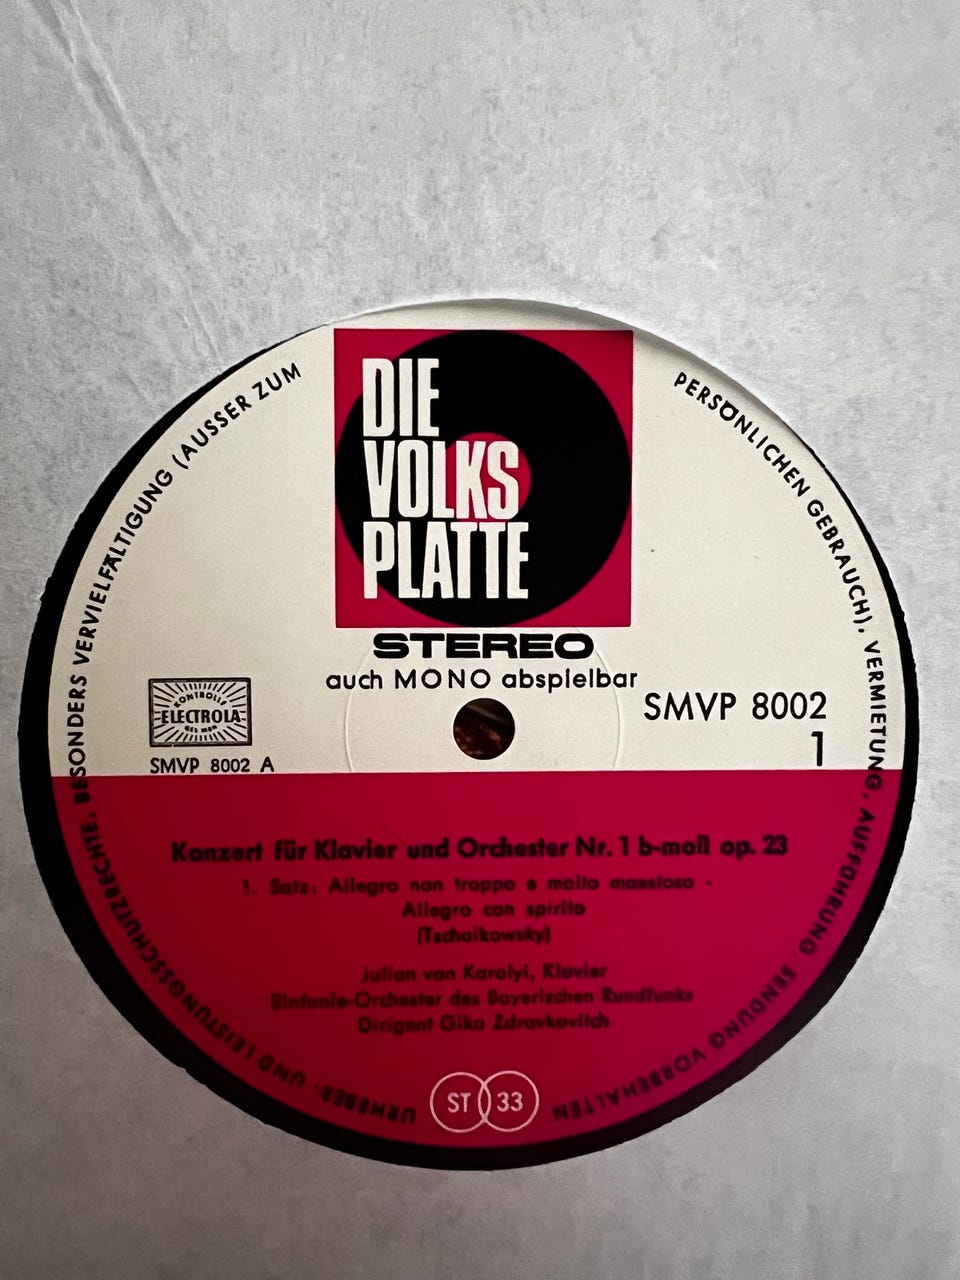 DIE
VOLKS
PLATTE
STEREO
auch MONO abspielbar
KONTROLLE
ELECTROLA
SMVP 8002 A
SMVP 8002
1
Konzert für Klavier und Orchester Nr. 1 b-moll op. 23
1. Satz: Allegro non troppo e molto maestoso -
Allegro con spirito
(Tschaikowsky)
Julian von Karolyi, Klavier
Sinfonie-Orchester des Bayerischen Rundfunks
Dirigent Gika Zdravkovitch
ST 33
URHEBER- UND LEISTUNGSSCHUTZRECHTE, BESONDERS VERVIELFÄLTIGUNG (AUSSER ZUM PERSÖNLICHEN GEBRAUCH), VERMIETUNG, AUFFÜHRUNG, SENDUNG VORBEHALTEN